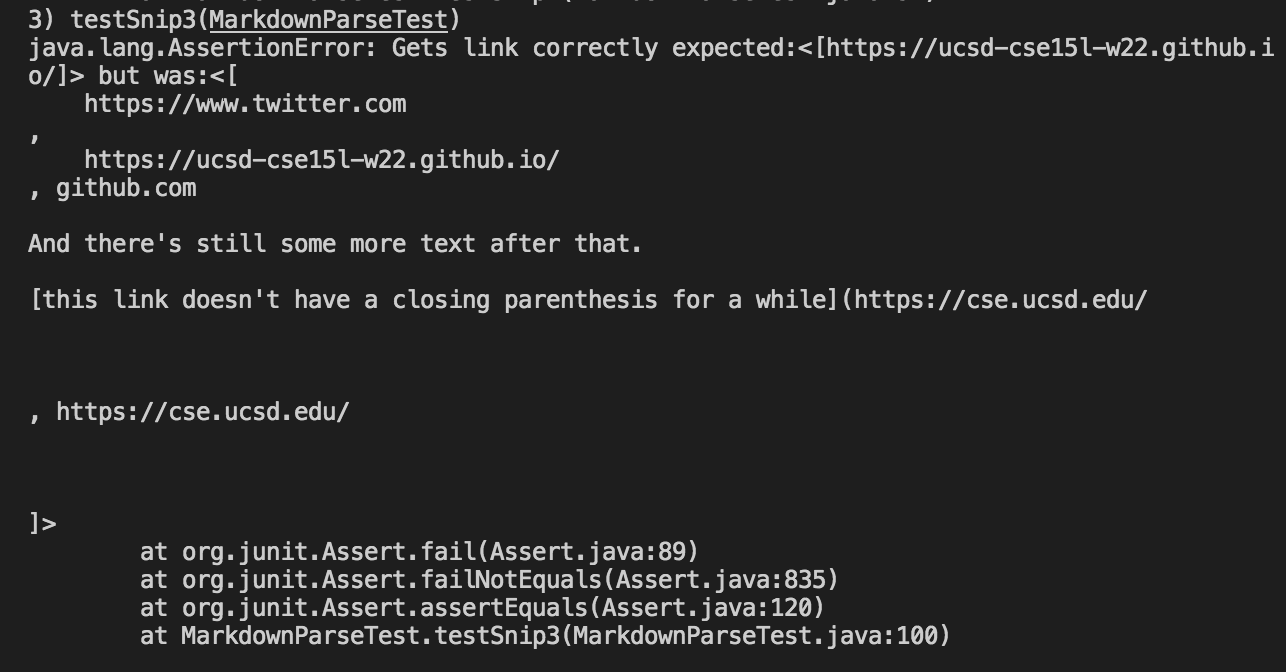 3) testSnip3(MarkdownParseTest)
java.lang.AssertionError: Gets link correctly expected:<[https://ucsd-cse15l-w22.github.i
o/]> but was:<[
    https://www.twitter.com
,
    https://ucsd-cse15l-w22.github.io/
, github.com

And there's still some more text after that.

[this link doesn't have a closing parenthesis for a while](https://cse.ucsd.edu/



, https://cse.ucsd.edu/



]>
        at org.junit.Assert.fail(Assert.java:89)
        at org.junit.Assert.failNotEquals(Assert.java:835)
        at org.junit.Assert.assertEquals(Assert.java:120)
        at MarkdownParseTest.testSnip3(MarkdownParseTest.java:100)